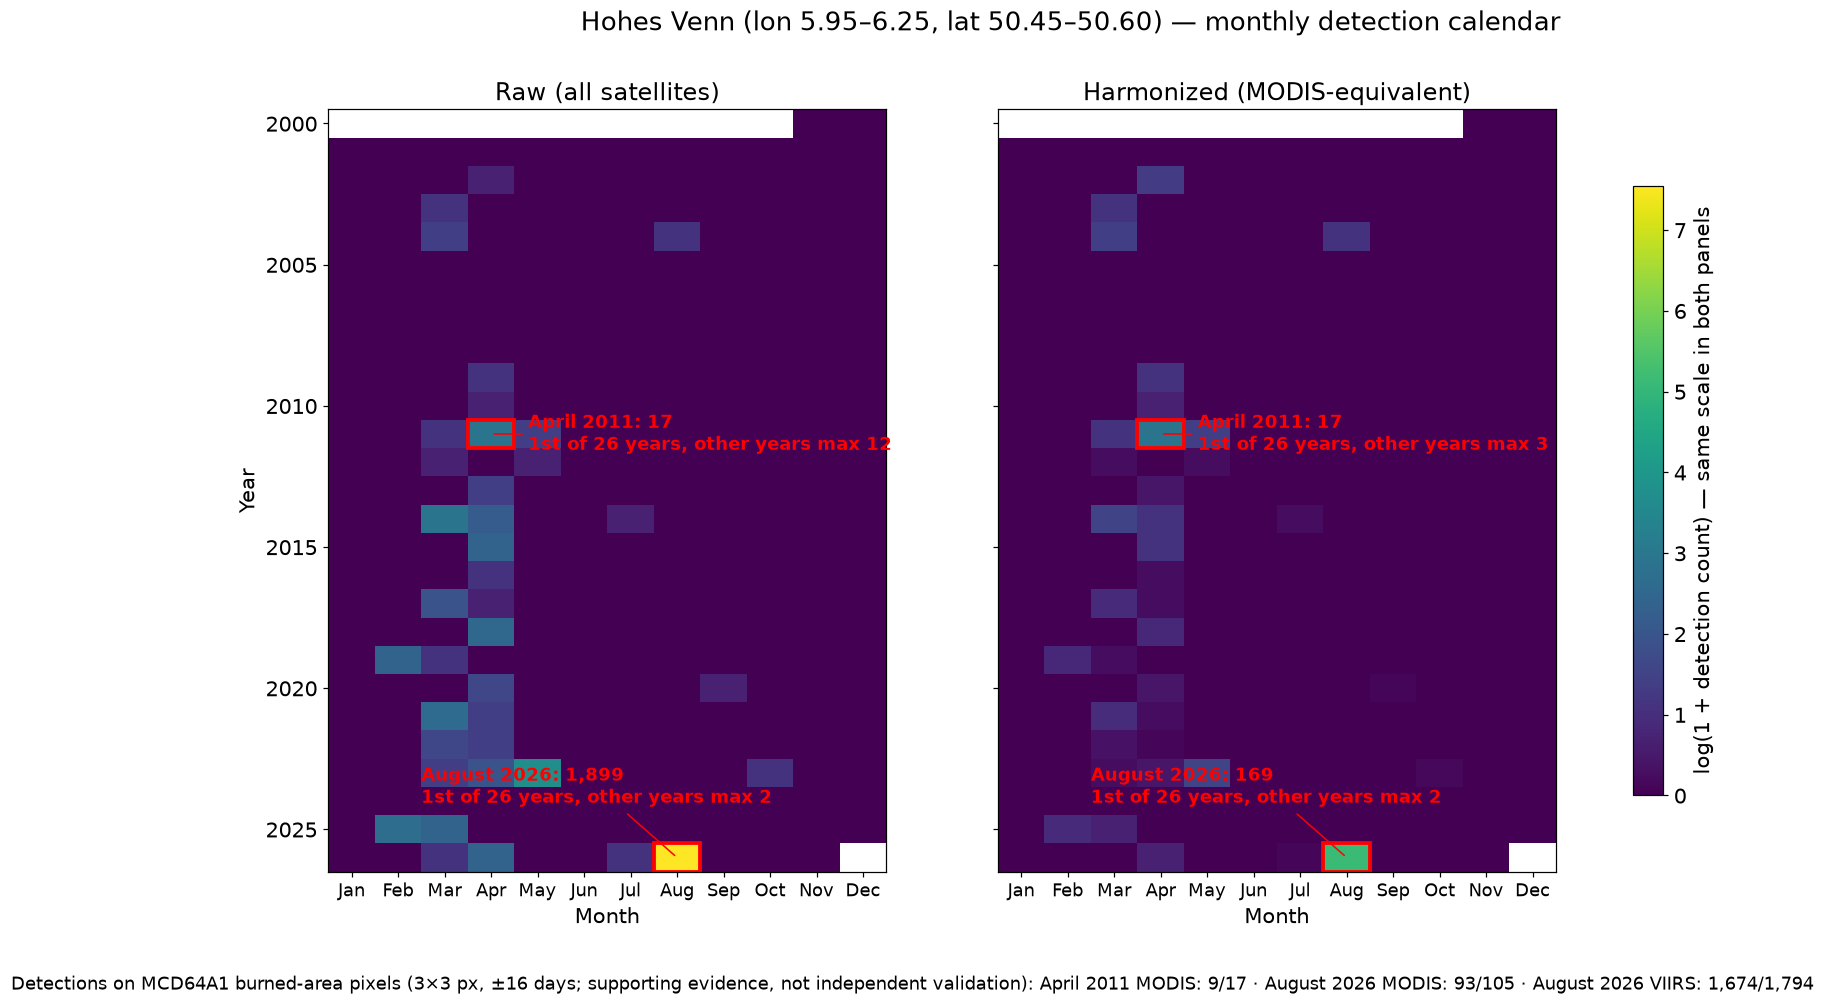 Hohes Venn (lon 5.95–6.25, lat 50.45–50.60) — monthly detection calendar
Raw (all satellites)
Harmonized (MODIS-equivalent)
2000
2005
2010
2015
2020
2025
Year
April 2011: 17
1st of 26 years, other years max 12
August 2026: 1,899
1st of 26 years, other years max 2
April 2011: 17
1st of 26 years, other years max 3
August 2026: 169
1st of 26 years, other years max 2
Jan Feb Mar Apr May Jun Jul Aug Sep Oct Nov Dec
Month
Jan Feb Mar Apr May Jun Jul Aug Sep Oct Nov Dec
Month
7
6
5
4
3
2
1
0
log(1 + detection count) — same scale in both panels
Detections on MCD64A1 burned-area pixels (3×3 px, ±16 days; supporting evidence, not independent validation): April 2011 MODIS: 9/17 · August 2026 MODIS: 93/105 · August 2026 VIIRS: 1,674/1,794